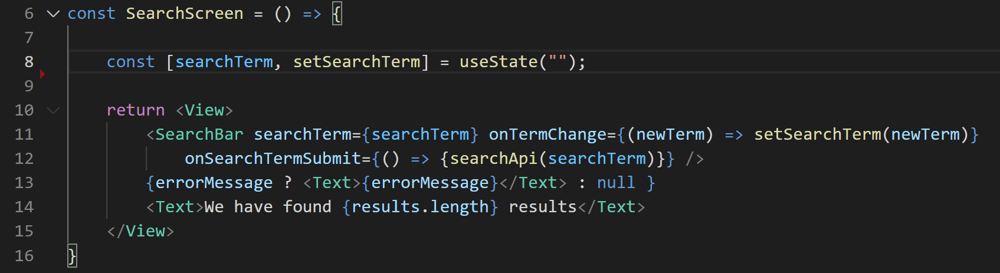 6 const SearchScreen = () => {
7
8 const [searchTerm, setSearchTerm] = useState("");
9
10 return <View>
11 <SearchBar searchTerm={searchTerm} onTermChange={(newTerm) => setSearchTerm(newTerm)}
12 onSearchTermSubmit={() => {searchApi(searchTerm)}} />
13 {errorMessage ? <Text>{errorMessage}</Text> : null }
14 <Text>We have found {results.length} results</Text>
15 </View>
16 }